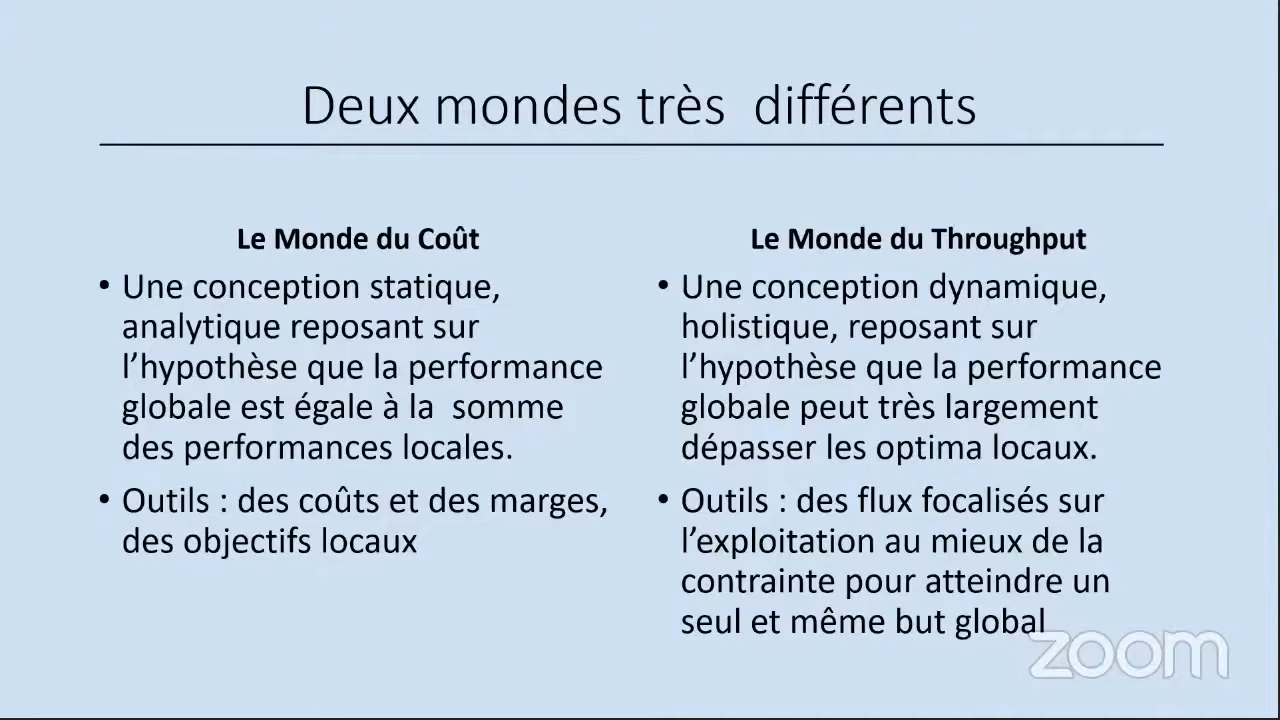 Deux mondes très  différents
Le Monde du Coût
• Une conception statique,
analytique reposant sur
l’hypothèse que la performance
globale est égale à la  somme
des performances locales.
• Outils : des coûts et des marges,
des objectifs locaux
Le Monde du Throughput
• Une conception dynamique,
holistique, reposant sur
l’hypothèse que la performance
globale peut très largement
dépasser les optima locaux.
• Outils : des flux focalisés sur
l’exploitation au mieux de la
contrainte pour atteindre un
seul et même but global
zoom